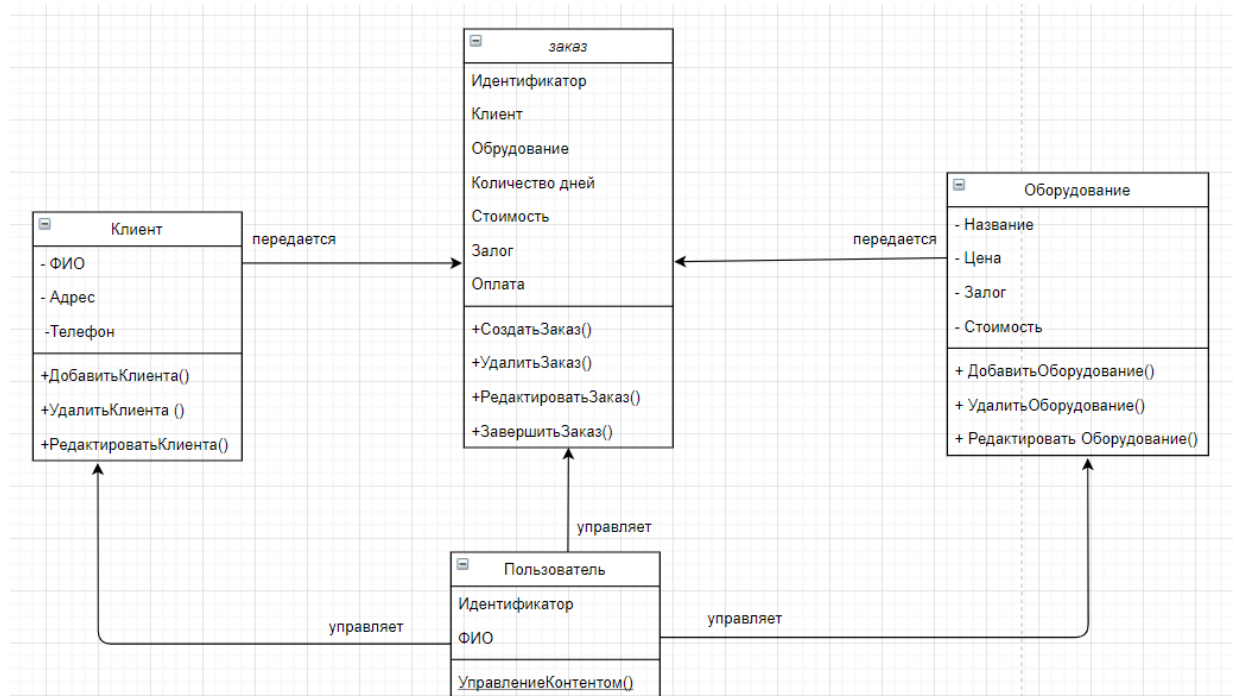 заказ
Идентификатор
Клиент
Обрудование
Количество дней
Стоимость
Залог
Оплата
+СоздатьЗаказ()
+УдалитьЗаказ()
+РедактироватьЗаказ()
+ЗавершитьЗаказ()
Клиент
- ФИО
- Адрес
-Телефон
+ДобавитьКлиента()
+УдалитьКлиента ()
+РедактироватьКлиента()
передается
передается
Оборудование
- Название
- Цена
- Залог
- Стоимость
+ ДобавитьОборудование()
+ УдалитьОборудование()
+ Редактировать Оборудование()
управляет
управляет
управляет
Пользователь
Идентификатор
ФИО
УправлениеКонтентом()